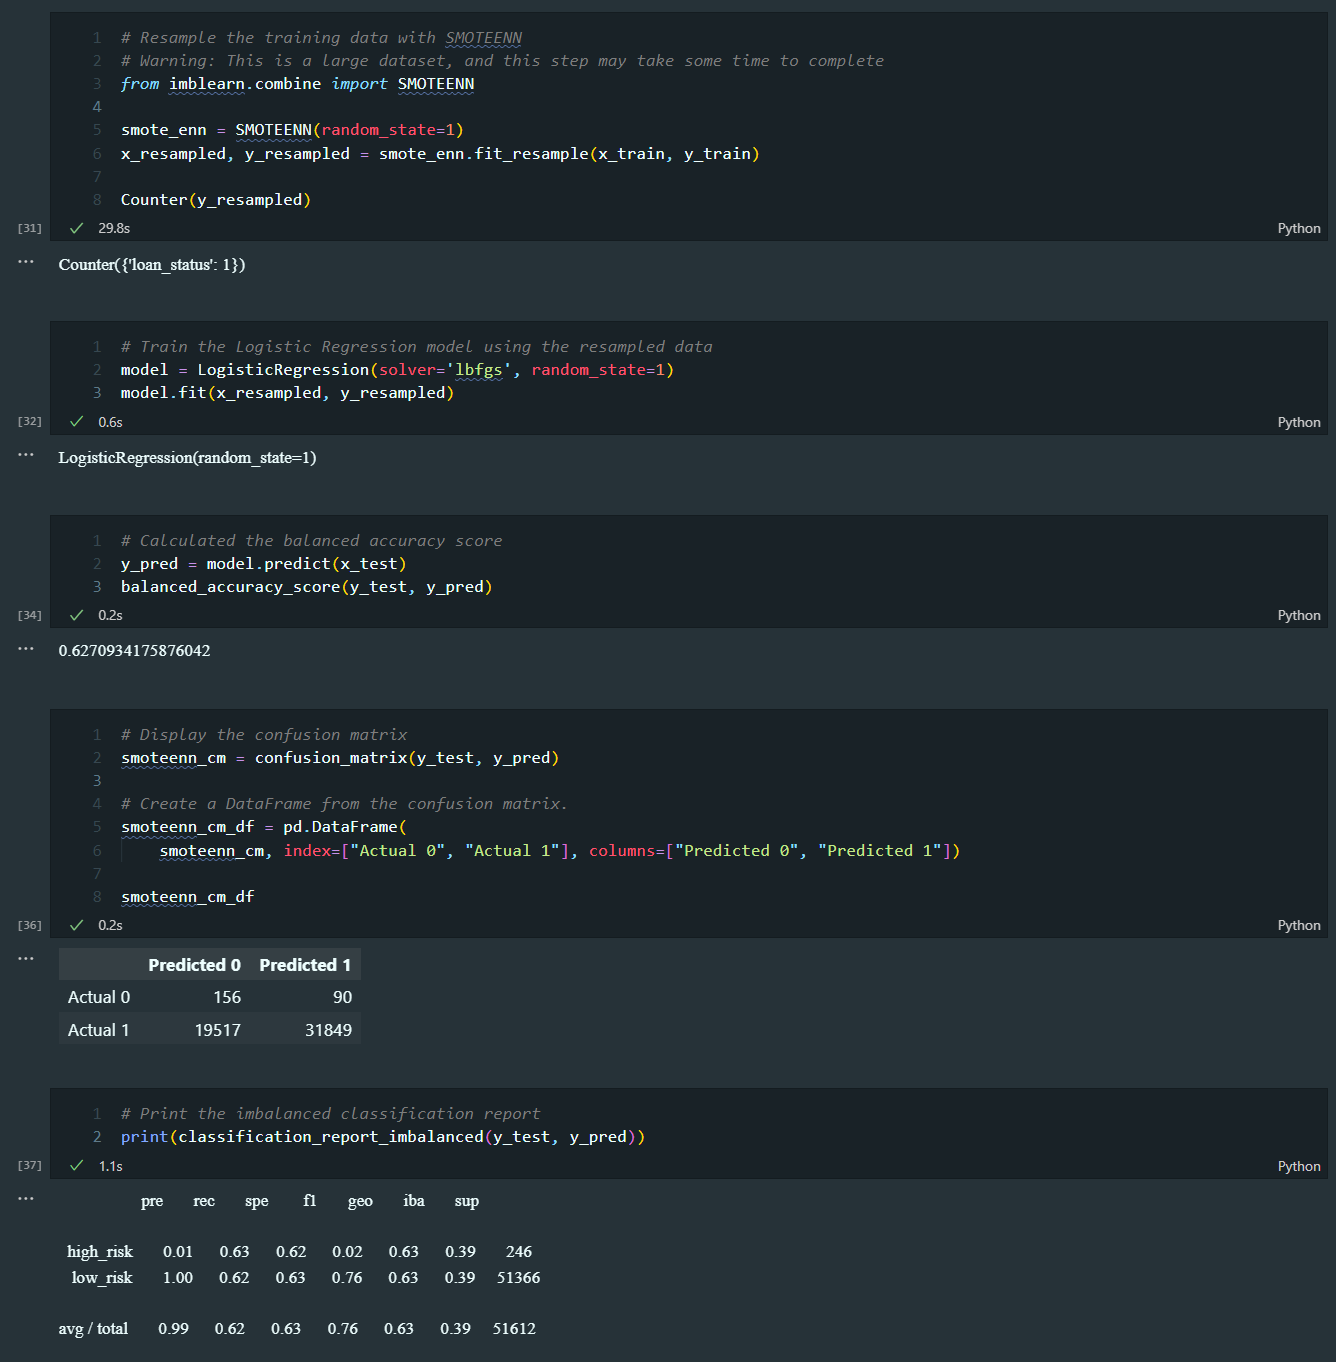 1 # Resample the training data with SMOTEENN
2 # Warning: This is a large dataset, and this step may take some time to complete
3 from imblearn.combine import SMOTEENN
4
5 smote_enn = SMOTEENN(random_state=1)
6 x_resampled, y_resampled = smote_enn.fit_resample(x_train, y_train)
7
8 Counter(y_resampled)
[31] ✓ 29.8s Python
... Counter({'loan_status': 1})
1 # Train the Logistic Regression model using the resampled data
2 model = LogisticRegression(solver='lbfgs', random_state=1)
3 model.fit(x_resampled, y_resampled)
[32] ✓ 0.6s Python
... LogisticRegression(random_state=1)
1 # Calculated the balanced accuracy score
2 y_pred = model.predict(x_test)
3 balanced_accuracy_score(y_test, y_pred)
[34] ✓ 0.2s Python
... 0.6270934175876042
1 # Display the confusion matrix
2 smoteenn_cm = confusion_matrix(y_test, y_pred)
3
4 # Create a DataFrame from the confusion matrix.
5 smoteenn_cm_df = pd.DataFrame(
6 smoteenn_cm, index=["Actual 0", "Actual 1"], columns=["Predicted 0", "Predicted 1"])
7
8 smoteenn_cm_df
[36] ✓ 0.2s Python
... Predicted 0 Predicted 1
Actual 0 156 90
Actual 1 19517 31849
1 # Print the imbalanced classification report
2 print(classification_report_imbalanced(y_test, y_pred))
[37] ✓ 1.1s Python
... pre rec spe f1 geo iba sup
high_risk 0.01 0.63 0.62 0.02 0.63 0.39 246
low_risk 1.00 0.62 0.63 0.76 0.63 0.39 51366
avg / total 0.99 0.62 0.63 0.76 0.63 0.39 51612